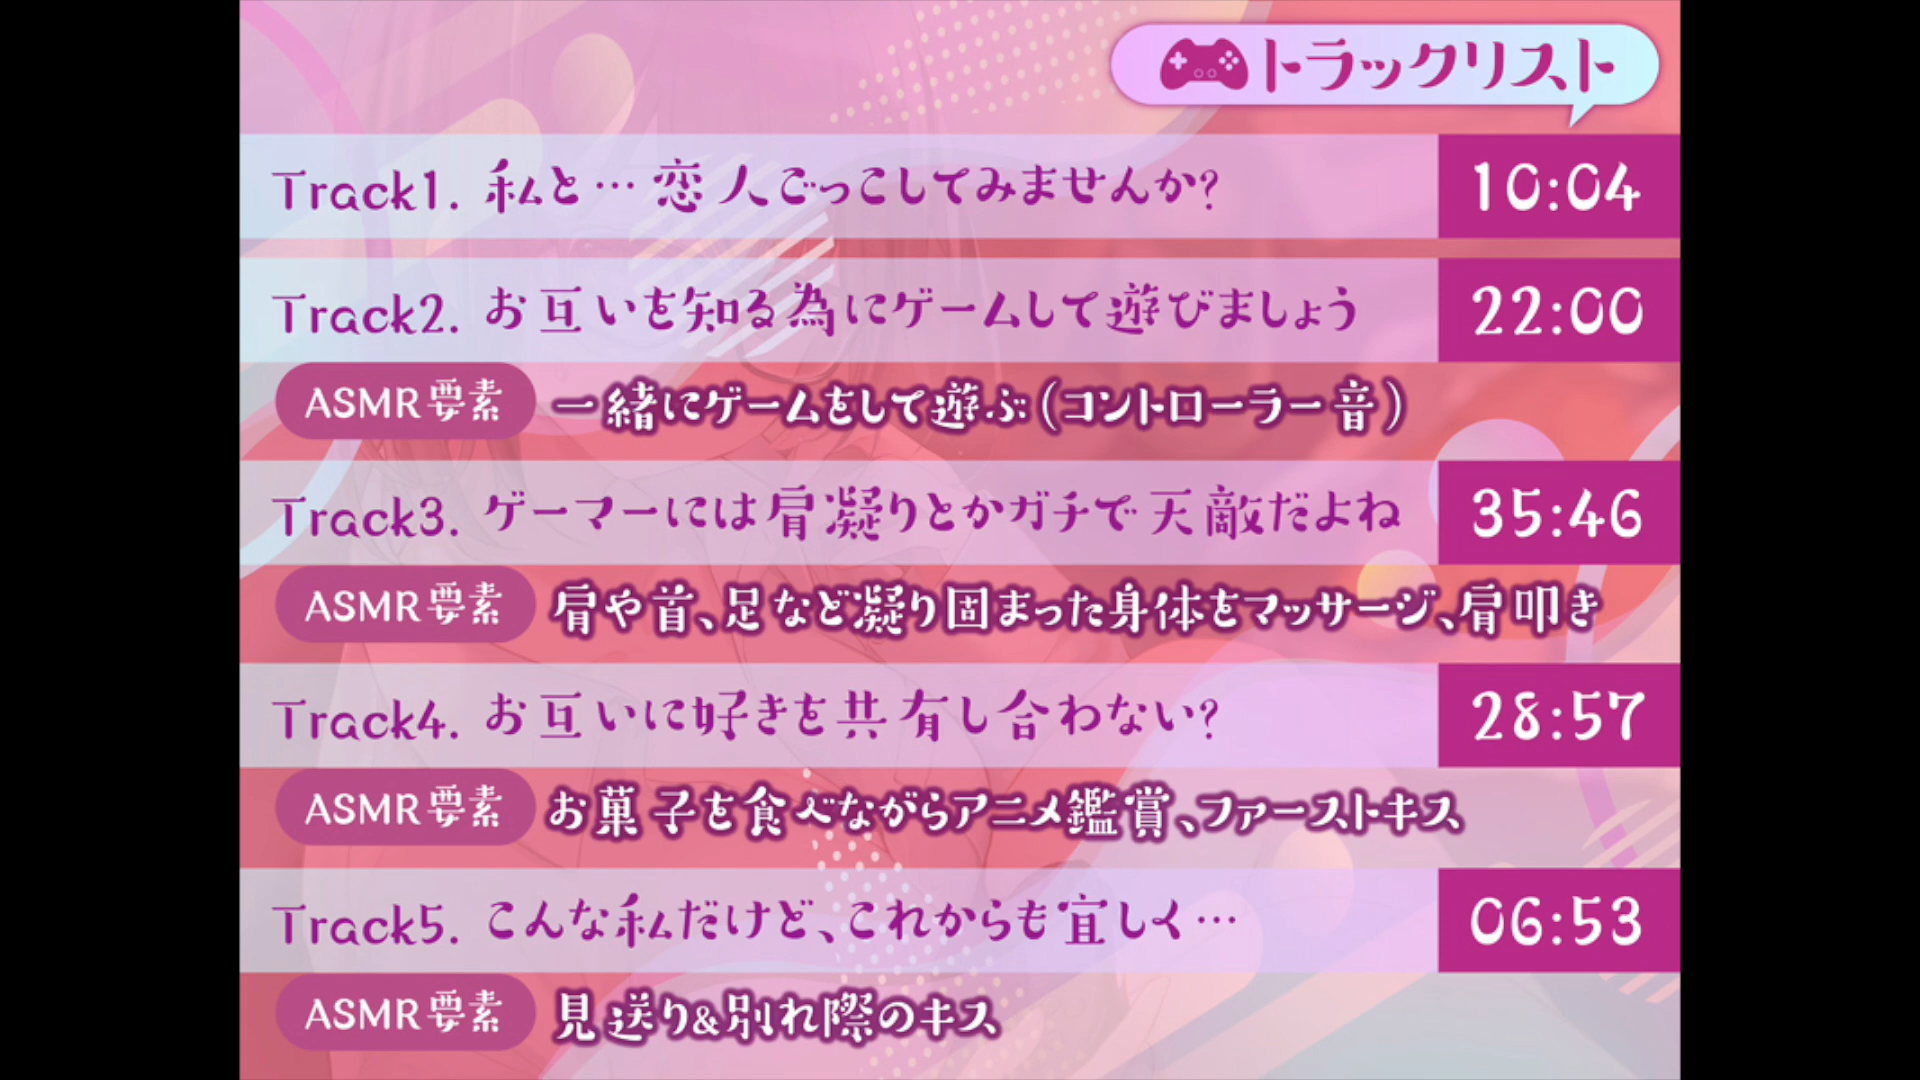 トラックリスト
Track1. 私と…恋人ごっこしてみませんか? 10:04
Track2. お互いを知る為にゲームして遊びましょう 22:00
ASMR要素 一緒にゲームをして遊ぶ(コントローラー音)
Track3. ゲーマーには肩凝りとかガチで天敵だよね 35:46
ASMR要素 肩や首、足など凝り固まった身体をマッサージ、肩叩き
Track4. お互いに好きを共有し合わない? 28:57
ASMR要素 お菓子を食べながらアニメ鑑賞、ファーストキス
Track5. こんな私だけど、これからも宜しく… 06:53
ASMR要素 見送り&別れ際のキス